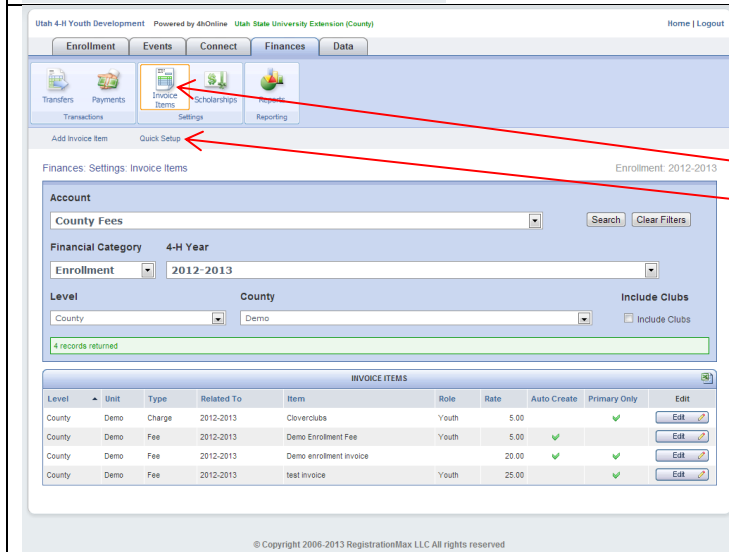 Utah 4-H Youth Development Powered by 4hOnline Utah State University Extension (County) Home | Logout
Enrollment Events Connect Finances Data
Transfers Payments Invoice Items Scholarships Reports
Transactions Settings Reporting
Add Invoice Item Quick Setup
Finances: Settings: Invoice Items Enrollment: 2012-2013
Account
County Fees Search Clear Filters
Financial Category 4-H Year
Enrollment 2012-2013
Level County Include Clubs
County Demo Include Clubs
4 records returned
INVOICE ITEMS
Level Unit Type Related To Item Role Rate Auto Create Primary Only Edit
County Demo Charge 2012-2013 Cloverclubs Youth 5.00 Edit
County Demo Fee 2012-2013 Demo Enrollment Fee Youth 5.00 Edit
County Demo Fee 2012-2013 Demo enrollment invoice 20.00 Edit
County Demo Fee 2012-2013 test invoice Youth 25.00 Edit
© Copyright 2006-2013 RegistrationMax LLC All rights reserved